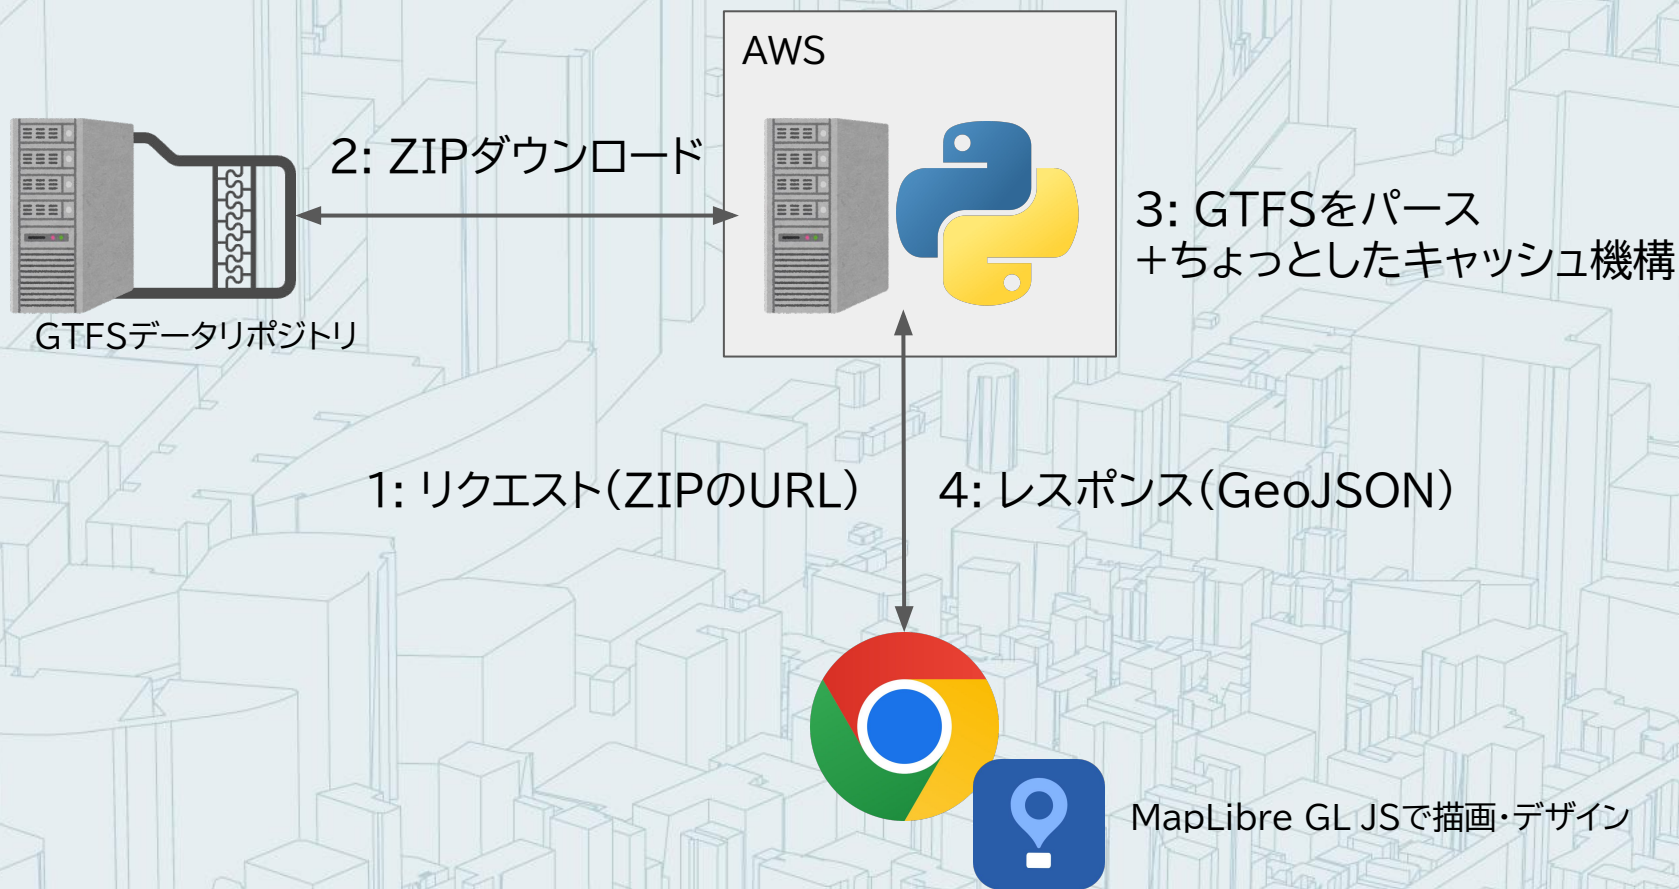 AWS
2: ZIPダウンロード
3: GTFSをパース
+ちょっとしたキャッシュ機構
GTFSデータリポジトリ
1: リクエスト(ZIPのURL)
4: レスポンス(GeoJSON)
MapLibre GL JSで描画・デザイン